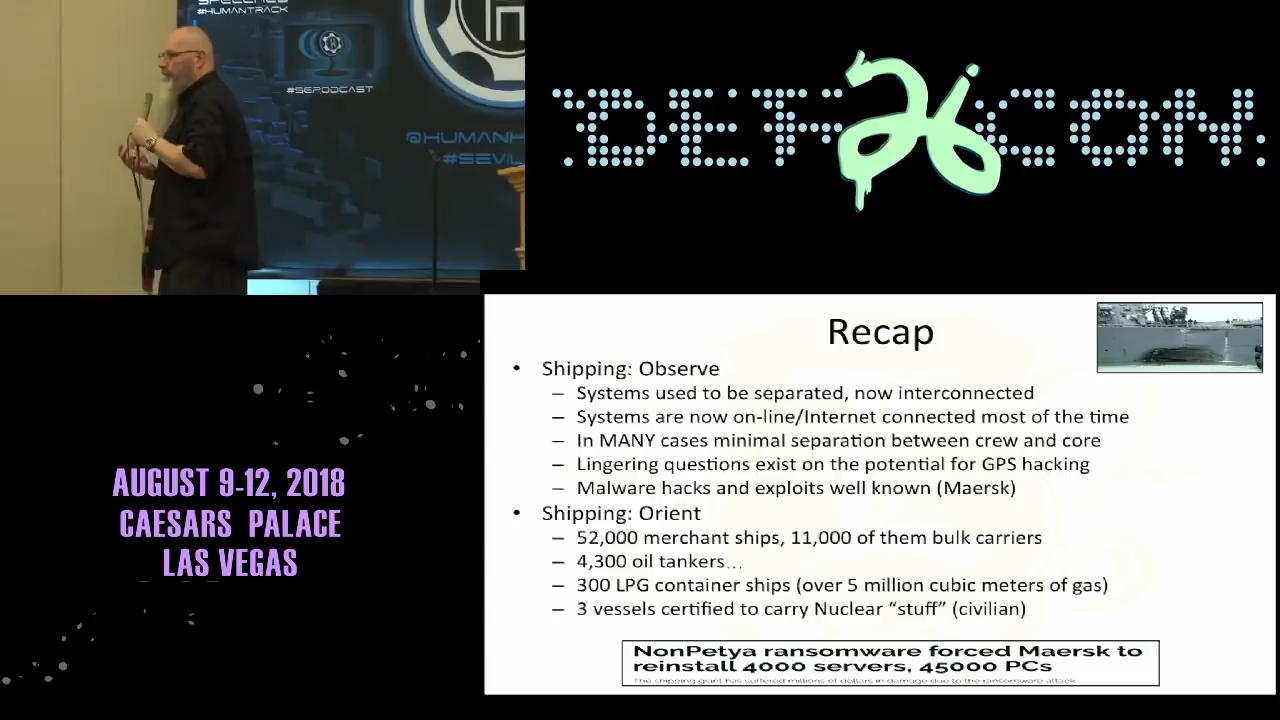 #HUMANTRACK
#SEPODCAST
@HUMANH
#SEVIL
DEF 26 CON
AUGUST 9-12, 2018
CAESARS PALACE
LAS VEGAS
Recap
• Shipping: Observe
– Systems used to be separated, now interconnected
– Systems are now on-line/Internet connected most of the time
– In MANY cases minimal separation between crew and core
– Lingering questions exist on the potential for GPS hacking
– Malware hacks and exploits well known (Maersk)
• Shipping: Orient
– 52,000 merchant ships, 11,000 of them bulk carriers
– 4,300 oil tankers…
– 300 LPG container ships (over 5 million cubic meters of gas)
– 3 vessels certified to carry Nuclear “stuff” (civilian)
NonPetya ransomware forced Maersk to
reinstall 4000 servers, 45000 PCs
The shipping giant has suffered millions of dollars in damage due to the ransomware attack